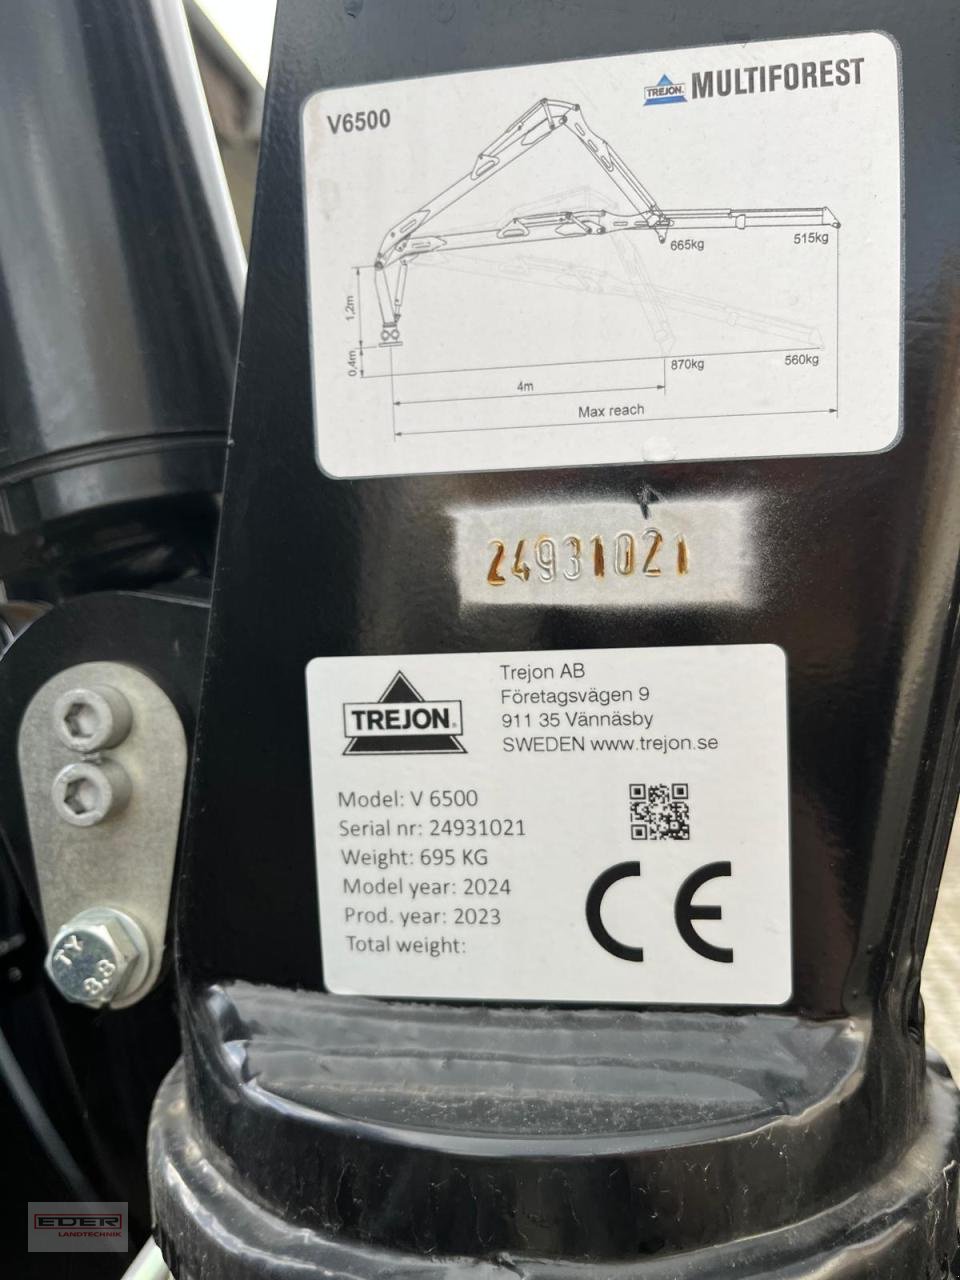 V6500
TREJON. MULTIFOREST
665kg
515kg
1,2m
0,4m
870kg
560kg
4m
Max reach
24931021
TREJON®
Trejon AB
Företagsvägen 9
911 35 Vännäsby
SWEDEN www.trejon.se
Model: V 6500
Serial nr: 24931021
Weight: 695 KG
Model year: 2024
Prod. year: 2023
Total weight:
CE
TY
8.8
EDER
LANDTECHNIK